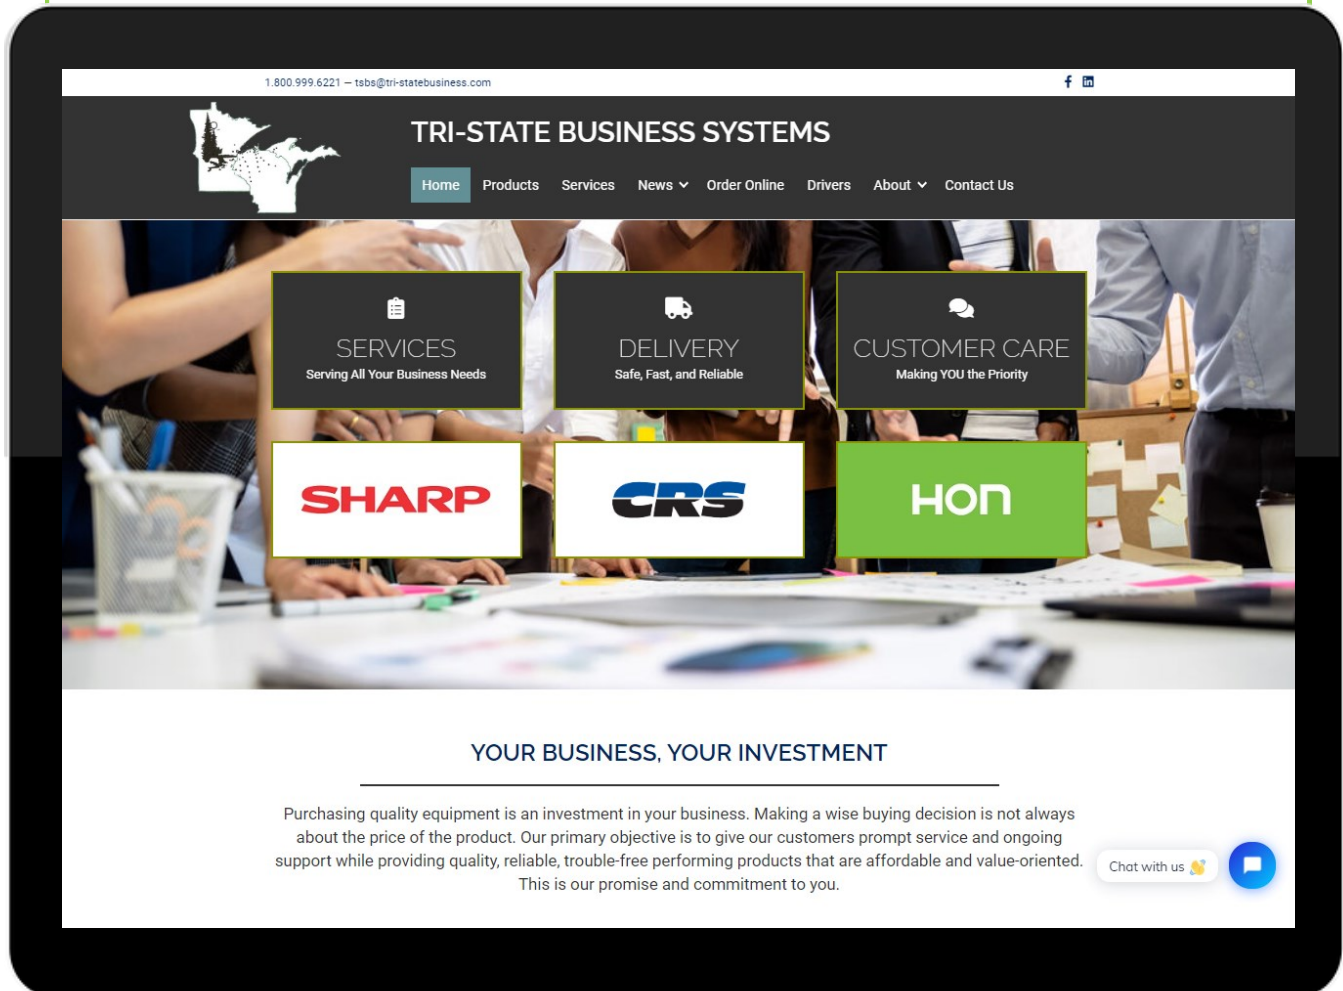 1.800.999.6221 — tsbs@tri-statebusiness.com
TRI-STATE BUSINESS SYSTEMS
Home Products Services News Order Online Drivers About Contact Us
SERVICES
Serving All Your Business Needs
DELIVERY
Safe, Fast, and Reliable
CUSTOMER CARE
Making YOU the Priority
SHARP
CRS
HON
YOUR BUSINESS, YOUR INVESTMENT
Purchasing quality equipment is an investment in your business. Making a wise buying decision is not always
about the price of the product. Our primary objective is to give our customers prompt service and ongoing
support while providing quality, reliable, trouble-free performing products that are affordable and value-oriented.
This is our promise and commitment to you.
Chat with us 👋